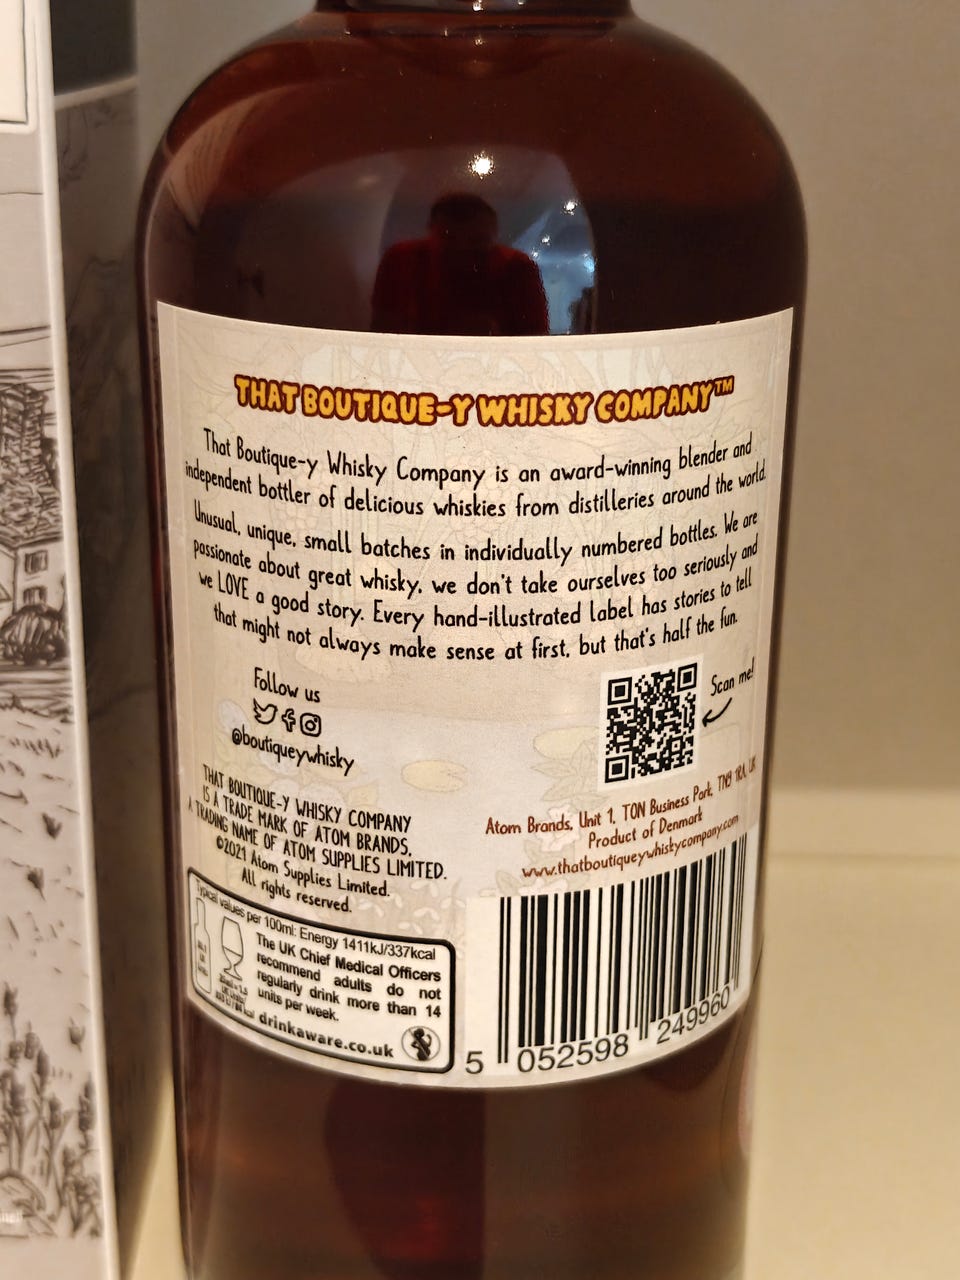 THAT BOUTIQUE-Y WHISKY COMPANY™
That Boutique-y Whisky Company is an award-winning blender and
independent bottler of delicious whiskies from distilleries around the world.
Unusual, unique, small batches in individually numbered bottles. We are
passionate about great whisky, we don't take ourselves too seriously and
we LOVE a good story. Every hand-illustrated label has stories to tell
that might not always make sense at first, but that's half the fun.
Follow us
@boutiqueywhisky
Scan me!
THAT BOUTIQUE-Y WHISKY COMPANY
IS A TRADE MARK OF ATOM BRANDS,
A TRADING NAME OF ATOM SUPPLIES LIMITED.
©2021 Atom Supplies Limited.
All rights reserved.
Atom Brands, Unit 1, TON Business Park, TN9 1RA, UK
Product of Denmark
www.thatboutiqueywhiskycompany.com
Typical values per 100ml: Energy 1411kJ/337kcal
The UK Chief Medical Officers
recommend adults do not
regularly drink more than 14
units per week.
drinkaware.co.uk
5 052598 249960